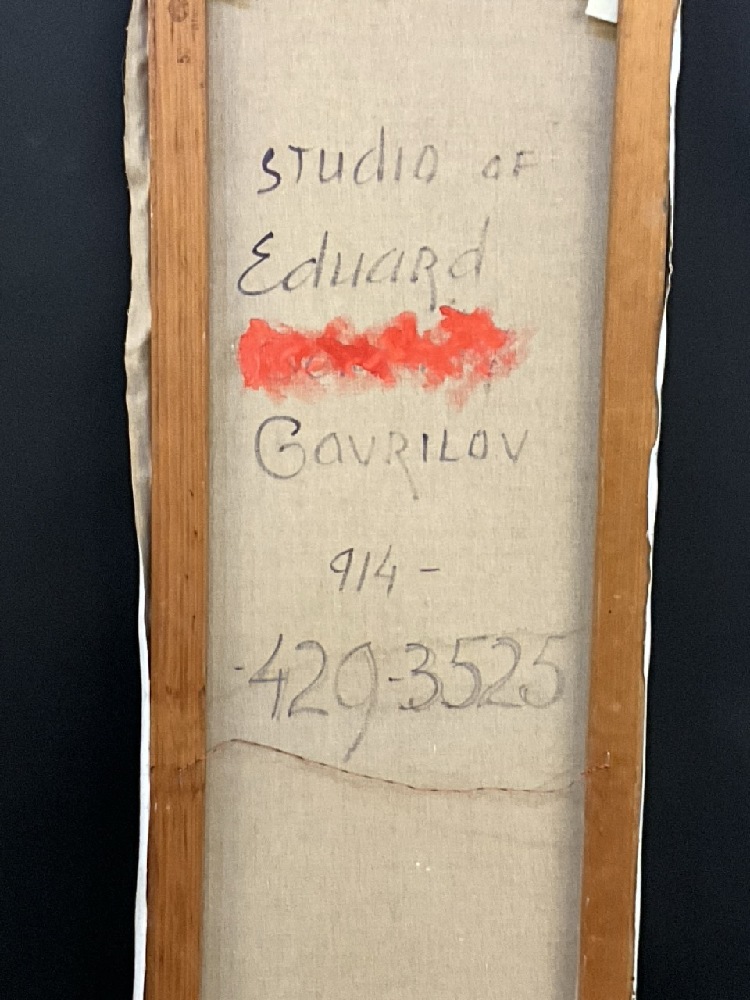 STUdIO OF
Eduard
GAVRILOV
914-
-429-3525